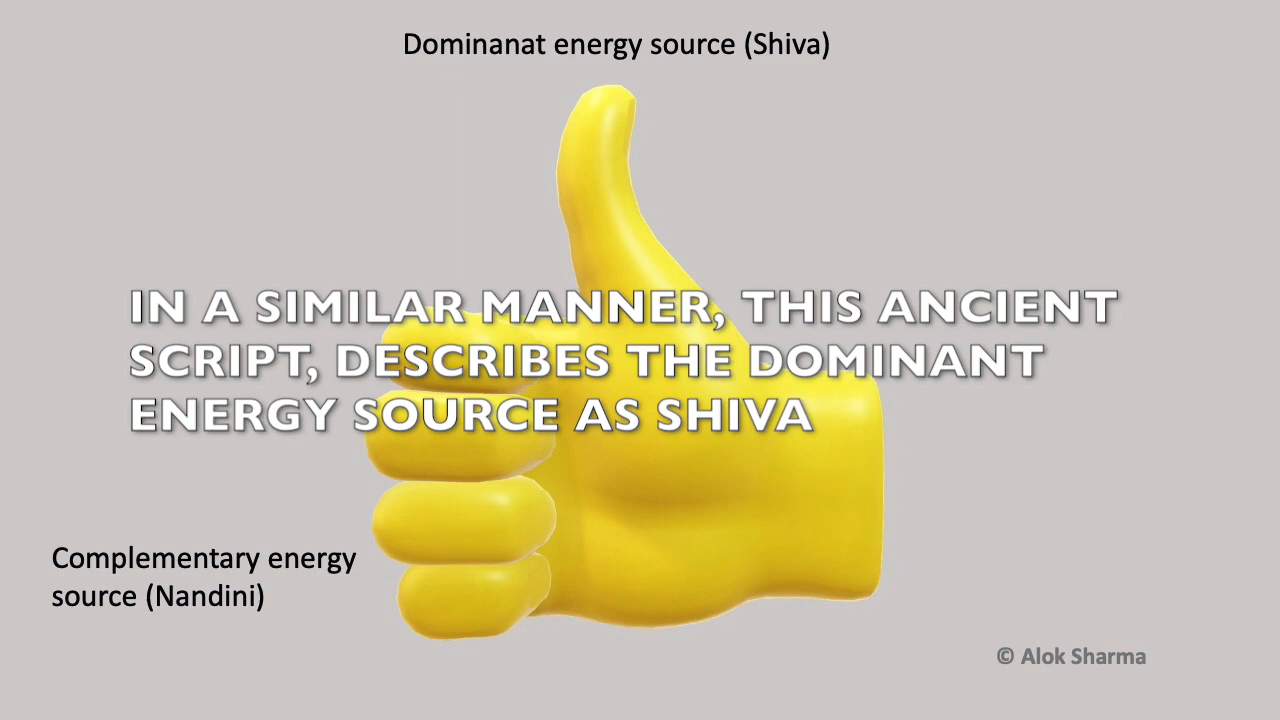 Dominanat energy source (Shiva)
IN A SIMILAR MANNER, THIS ANCIENT
SCRIPT, DESCRIBES THE DOMINANT
ENERGY SOURCE AS SHIVA
Complementary energy
source (Nandini)
© Alok Sharma